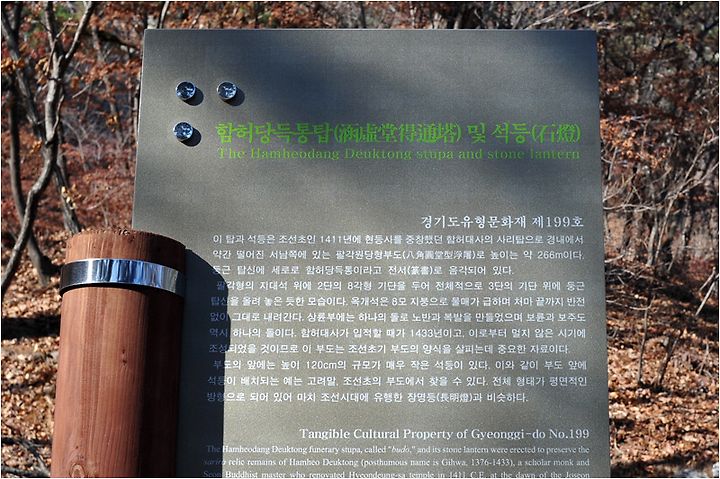 함허당득통탑(涵虛堂得通塔) 및 석등(石燈)
The Hamheodang Deuktong stupa and stone lantern
경기도유형문화재 제199호
이 탑과 석등은 조선초인 1411년에 현등사를 중창했던 함허대사의 사리탑으로 경내에서
약간 떨어진 서남쪽에 있는 팔각원당형부도(八角圓堂型浮屠)로 높이는 약 266m이다.
둥근 탑신에 세로로 함허당득통이라고 전서(篆書)로 음각되어 있다.
팔각형의 지대석 위에 2단의 8각형 기단을 두어 전체적으로 3단의 기단 위에 둥근
탑신을 올려 놓은 듯한 모습이다. 옥개석은 8모 지붕으로 물매가 급하며 처마 끝까지 반전
없이 그대로 내려간다. 상륜부에는 하나의 돌로 노반과 복발을 만들었으며 보륜과 보주도
역시 하나의 돌이다. 함허대사가 입적할 때가 1433년이고, 이로부터 멀지 않은 시기에
조성되었을 것이므로 이 부도는 조선초기 부도의 양식을 살피는데 중요한 자료이다.
부도의 앞에는 높이 120cm의 규모가 매우 작은 석등이 있다. 이와 같이 부도 앞에
석등이 배치되는 예는 고려말, 조선초의 부도에서 찾을 수 있다. 전체 형태가 평면적인
방형으로 되어 있어 마치 조선시대에 유행한 장명등(長明燈)과 비슷하다.
Tangible Cultural Property of Gyeonggi-do No.199
The Hamheodang Deuktong funerary stupa, called "budo," and its stone lantern were erected to preserve the
sarira relic remains of Hamheo Deuktong (posthumous name is Gihwa, 1376-1433), a scholar monk and
Seon Buddhist master who renovated Hyeondeung-sa temple in 1411 C.E. at the dawn of the Joseon